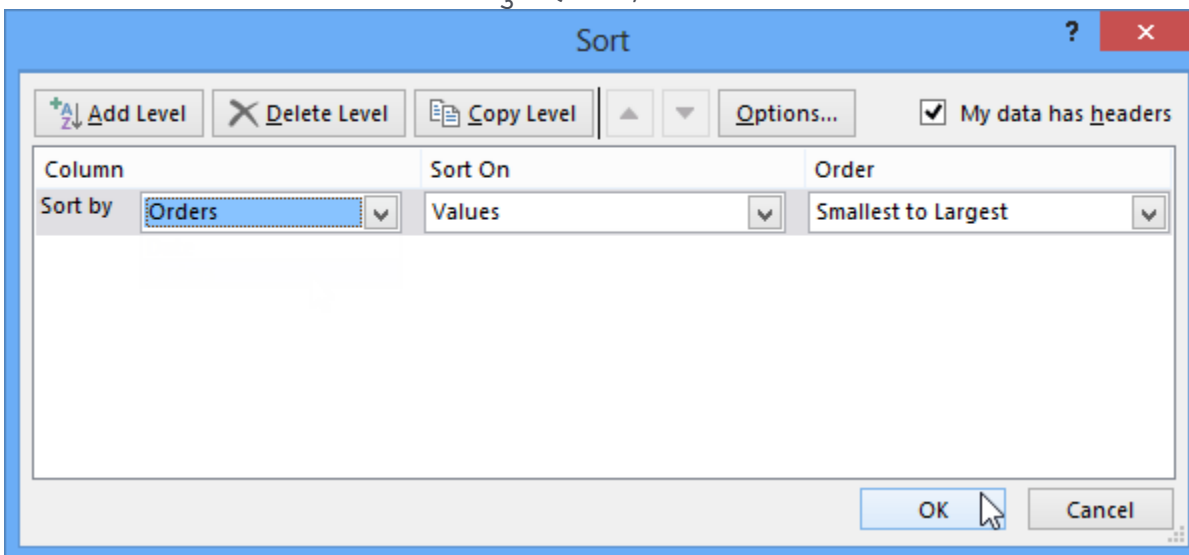 Sort
?
Add Level Delete Level Copy Level Options... My data has headers
Column Sort On Order
Sort by Orders Values Smallest to Largest
OK Cancel